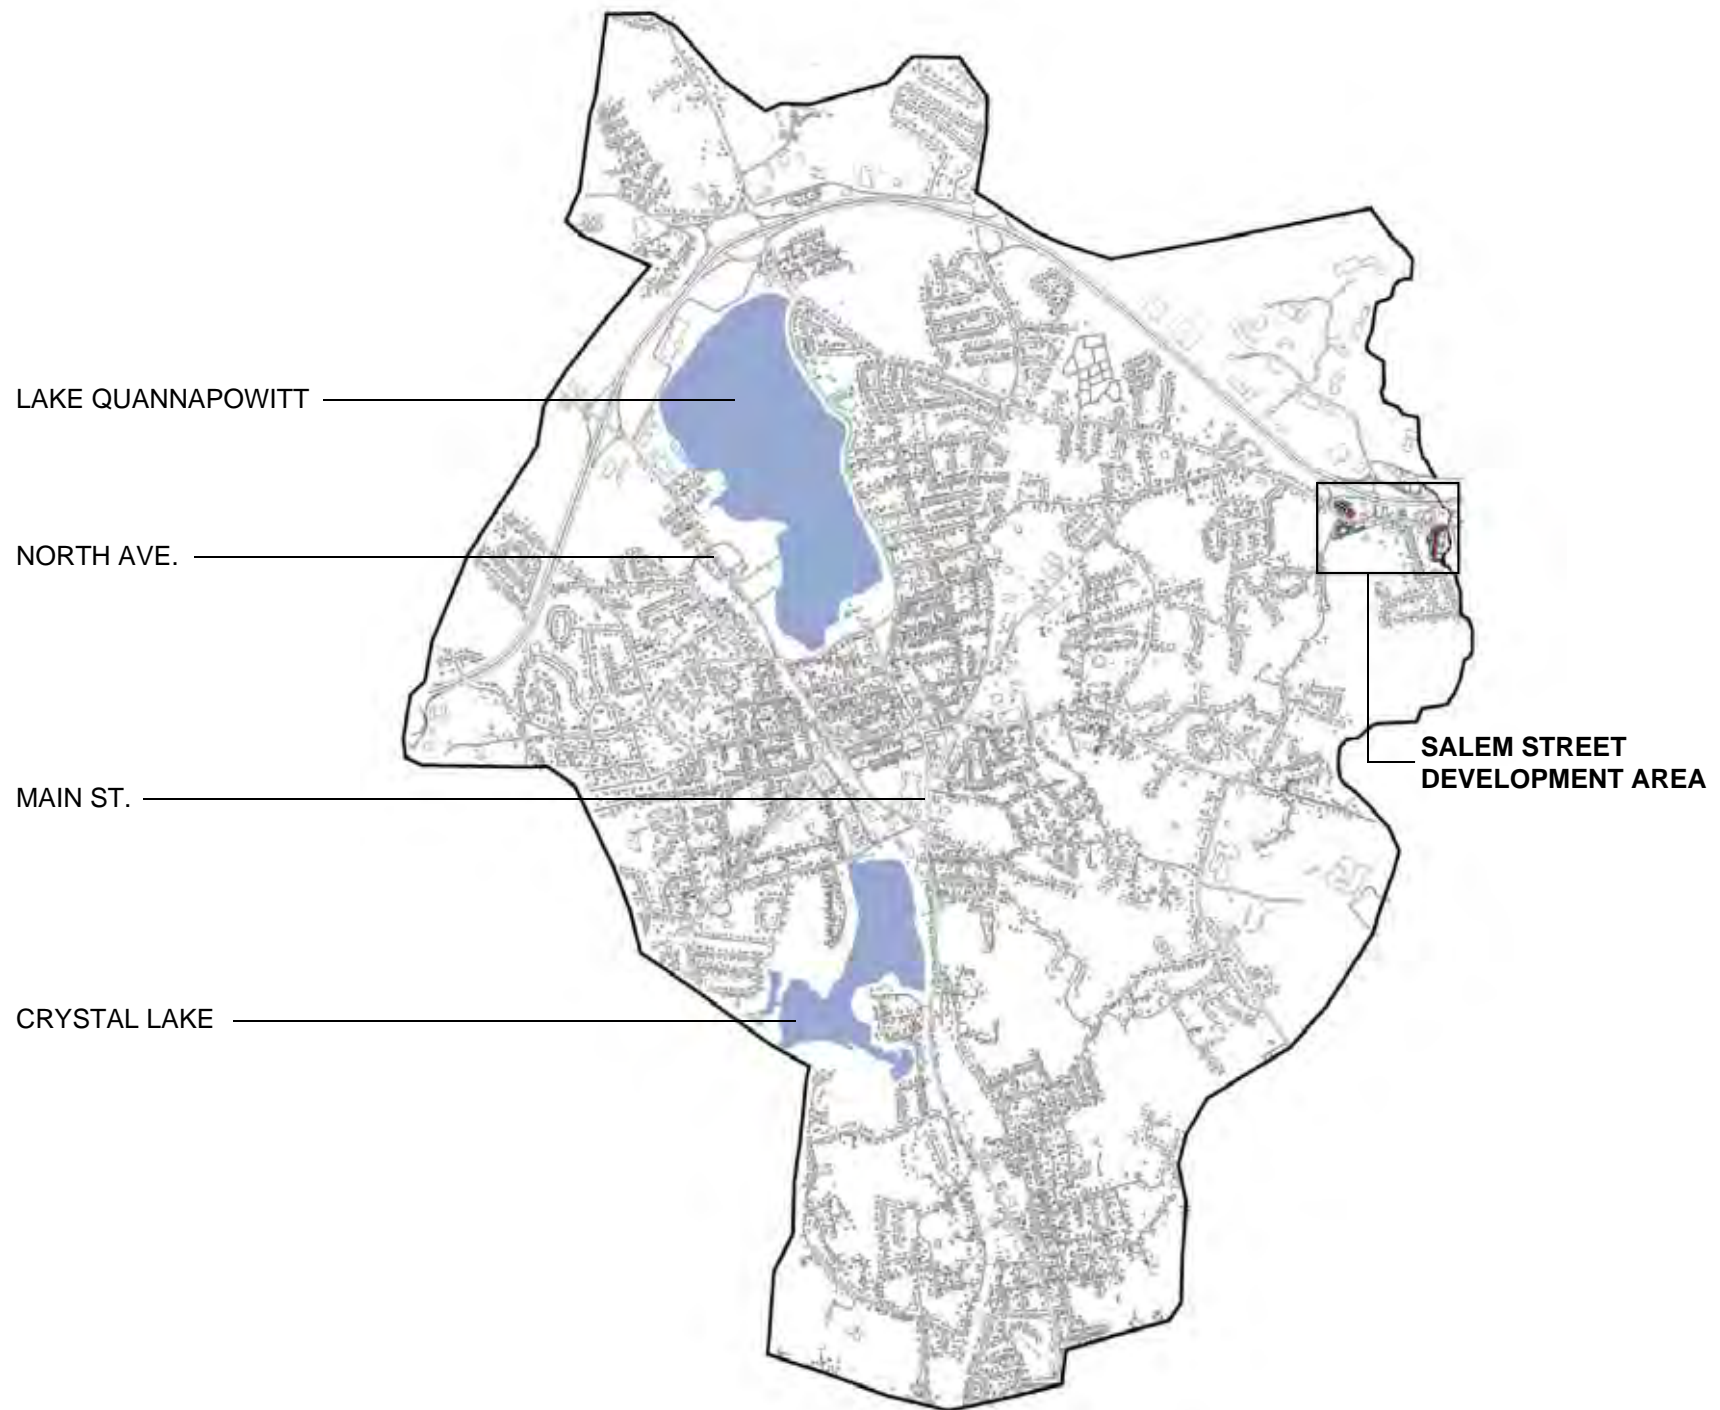 LAKE QUANNAPOWITT
NORTH AVE.
MAIN ST.
CRYSTAL LAKE
SALEM STREET
DEVELOPMENT AREA